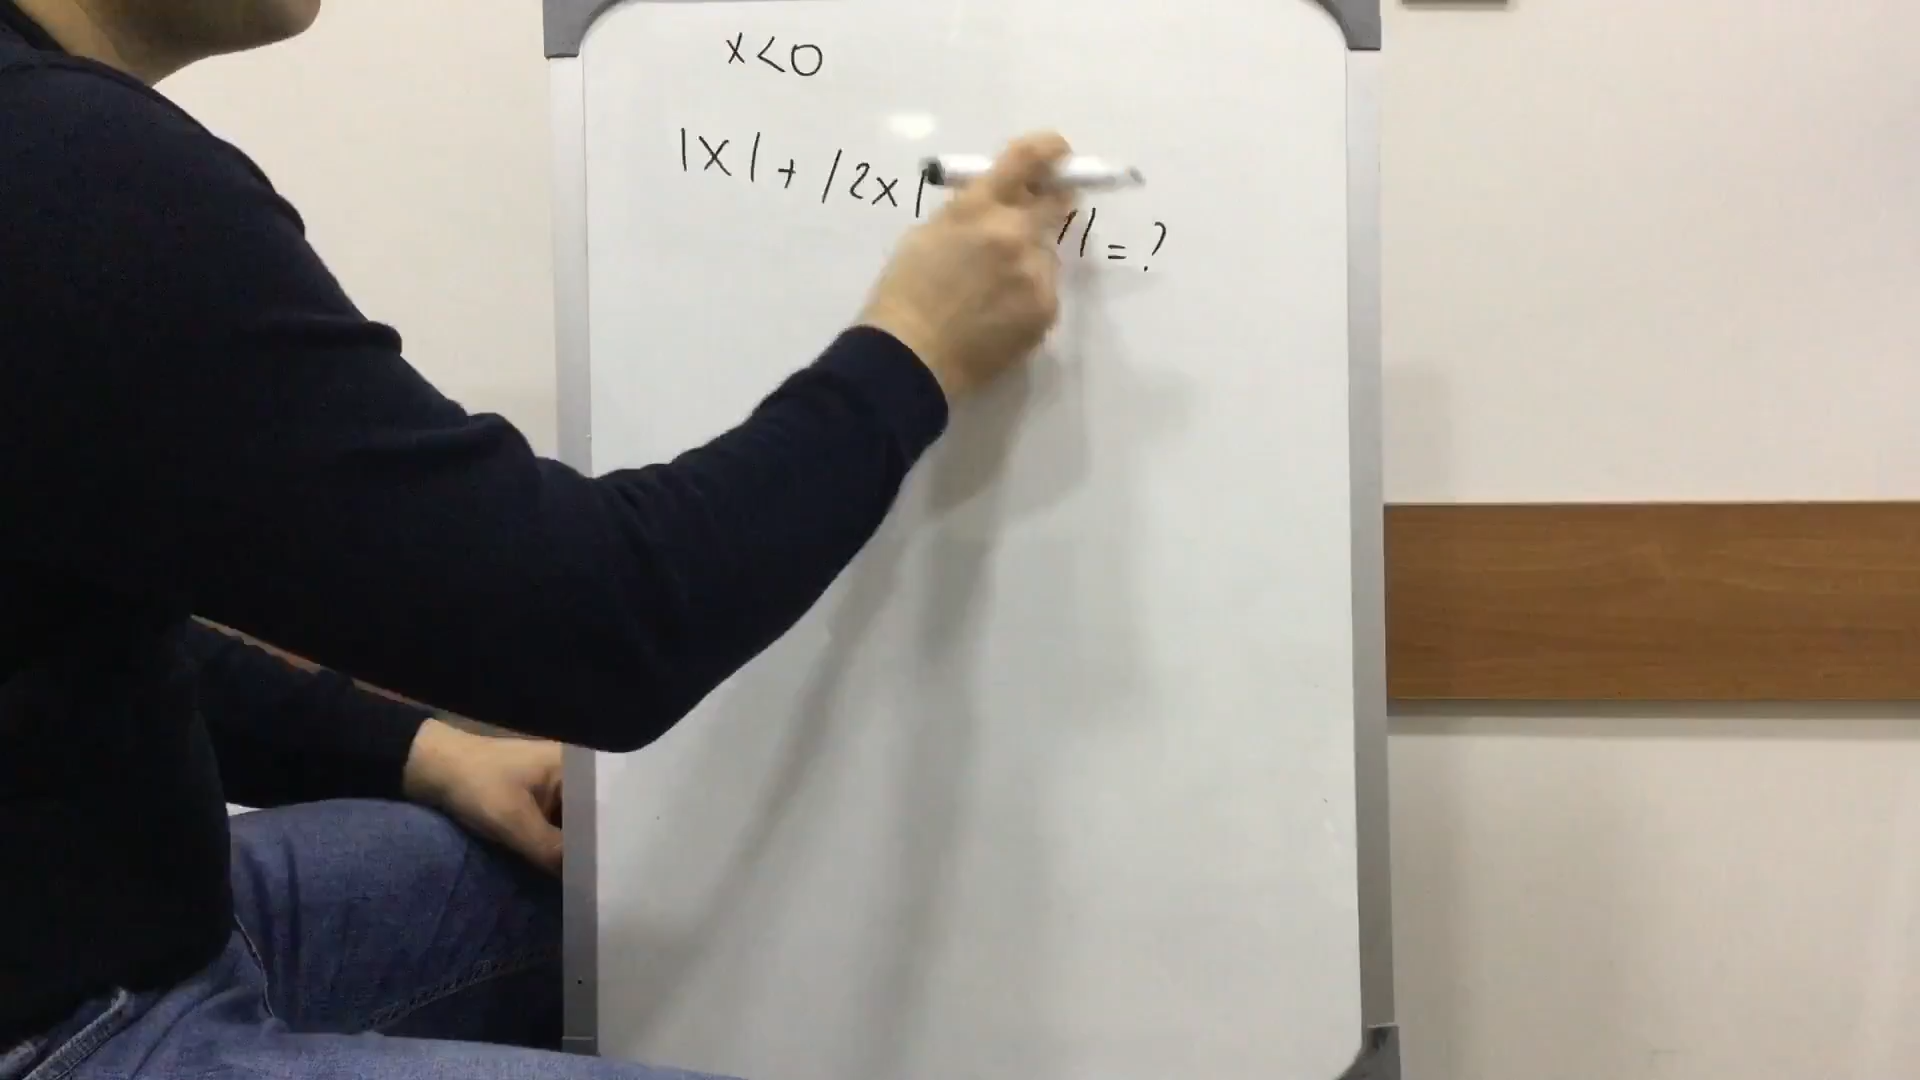 x<0
|x|+|2x| || = ?